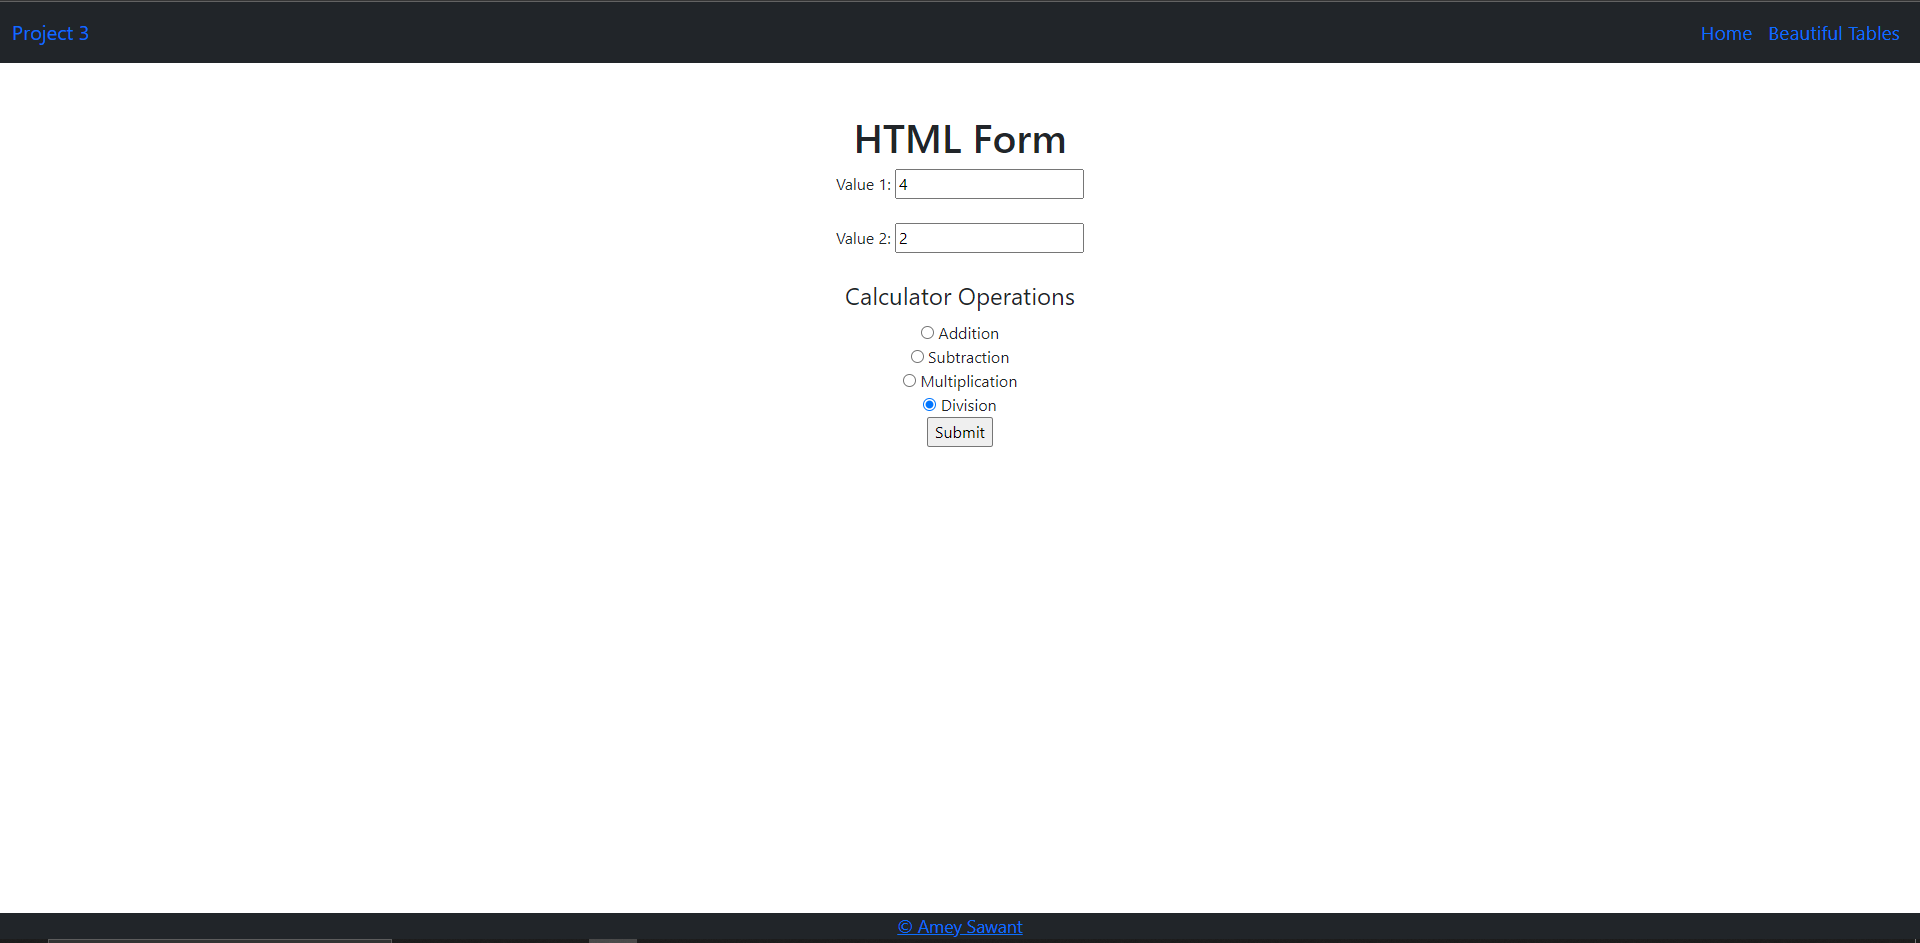 Project 3 Home Beautiful Tables
HTML Form
Value 1: 4
Value 2: 2
Calculator Operations
Addition
Subtraction
Multiplication
Division
Submit
© Amey Sawant